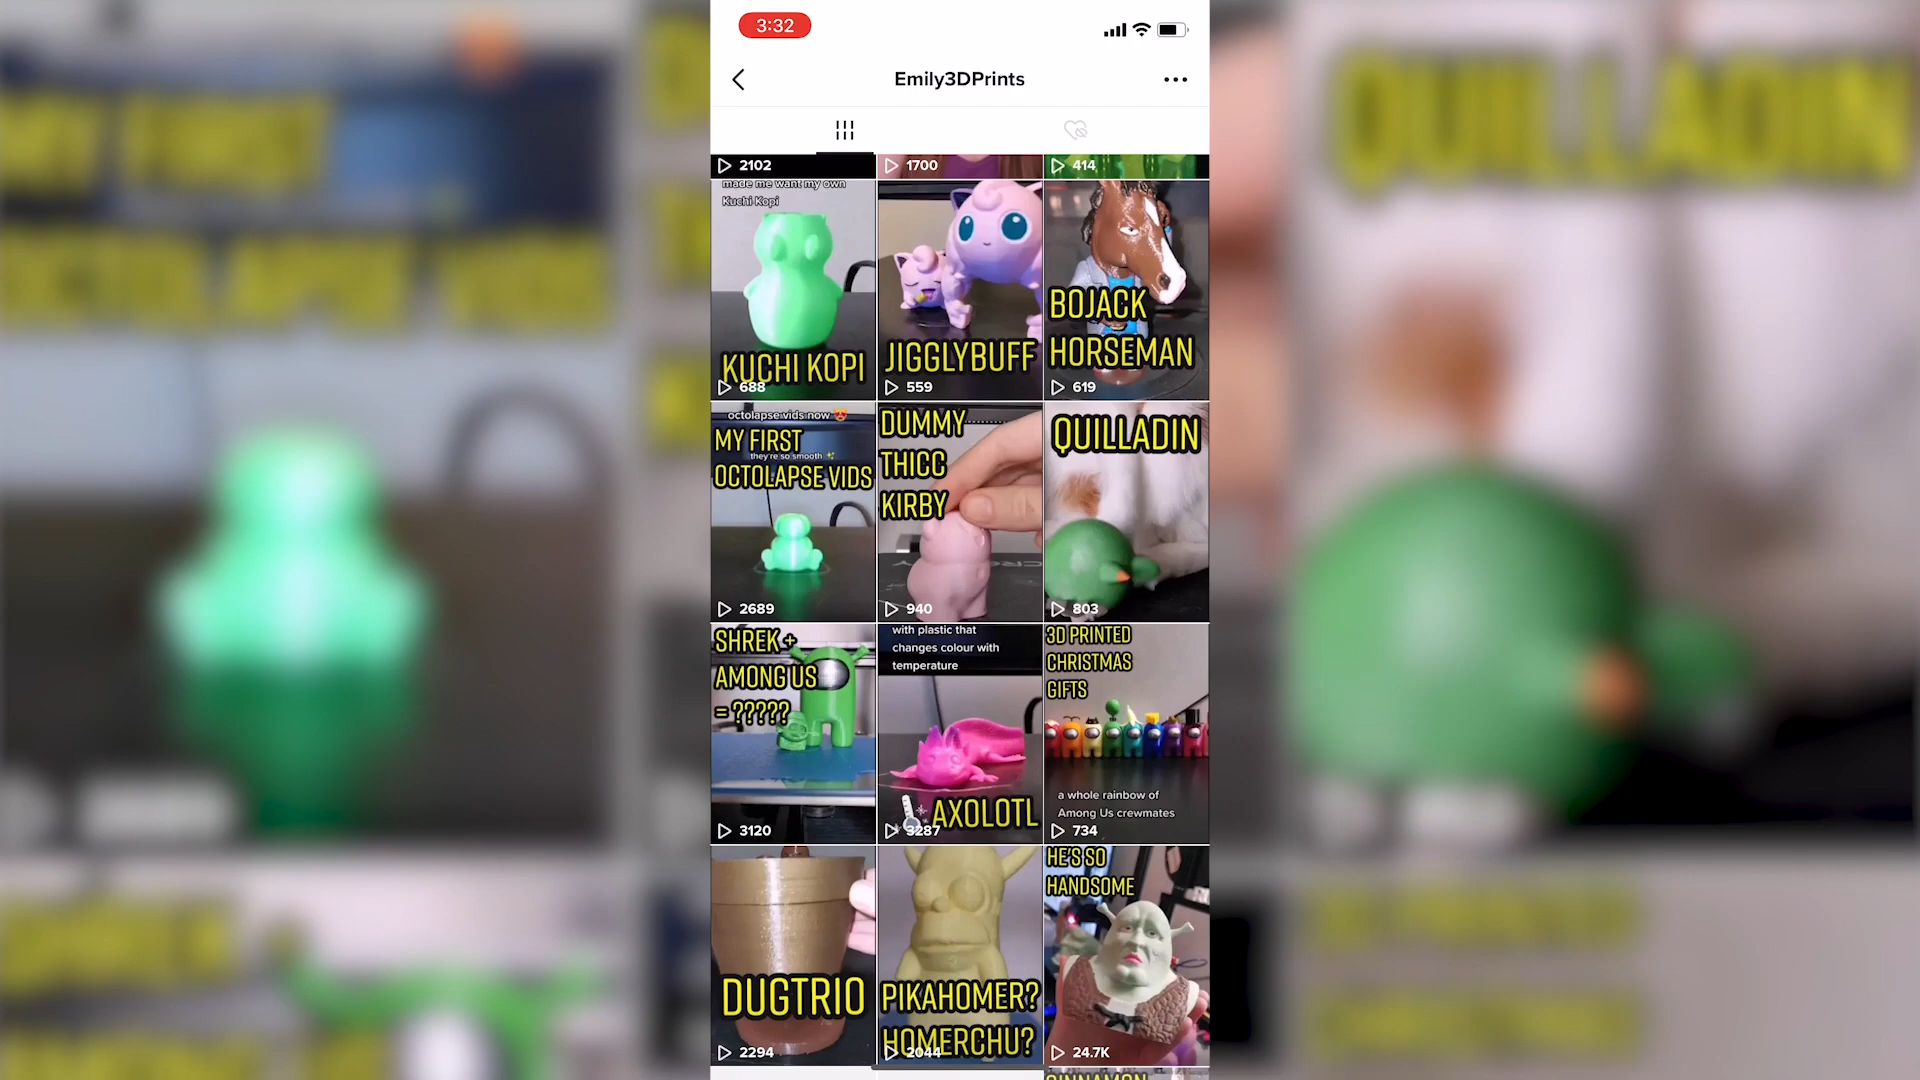 3:32
Emily3DPrints
2102
1700
414
made me want my own
Kuchi Kopi
KUCHI KOPI
688
JIGGLYBUFF
559
BOJACK
HORSEMAN
619
octolapse vids now 😍
MY FIRST
they're so smooth ✨
OCTOLAPSE VIDS
2689
DUMMY
THICC
KIRBY
940
QUILLADIN
803
SHREK +
AMONG US
= ?????
3120
with plastic that
changes colour with
temperature
AXOLOTL
3287
3D PRINTED
CHRISTMAS
GIFTS
a whole rainbow of
Among Us crewmates
734
DUGTRIO
2294
PIKAHOMER?
HOMERCHU?
2044
HE'S SO
HANDSOME
24.7K
CINNAMON